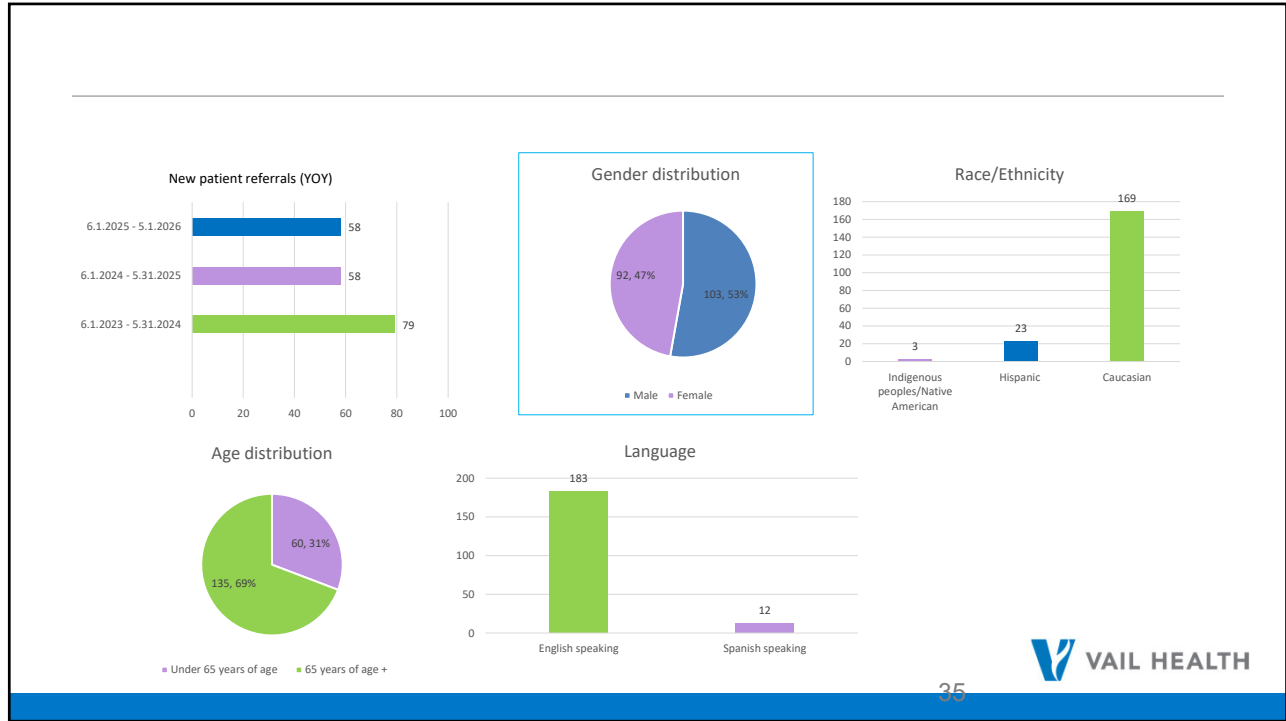 New patient referrals (YOY)
6.1.2025 - 5.1.2026
58
6.1.2024 - 5.31.2025
58
6.1.2023 - 5.31.2024
79
0 20 40 60 80 100
Gender distribution
92, 47%
103, 53%
Male Female
Race/Ethnicity
180
160
140
120
100
80
60
40
20
0
3
23
169
Indigenous
peoples/Native
American
Hispanic
Caucasian
Age distribution
60, 31%
135, 69%
Under 65 years of age 65 years of age +
Language
200
150
100
50
0
183
12
English speaking
Spanish speaking
VAIL HEALTH
35